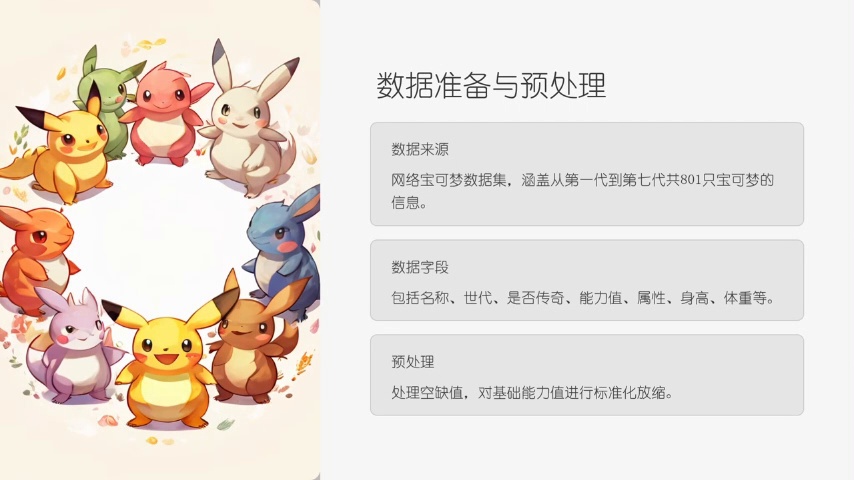 数据准备与预处理
数据来源
网络宝可梦数据集，涵盖从第一代到第七代共801只宝可梦的
信息。
数据字段
包括名称、世代、是否传奇、能力值、属性、身高、体重等。
预处理
处理空缺值，对基础能力值进行标准化放缩。